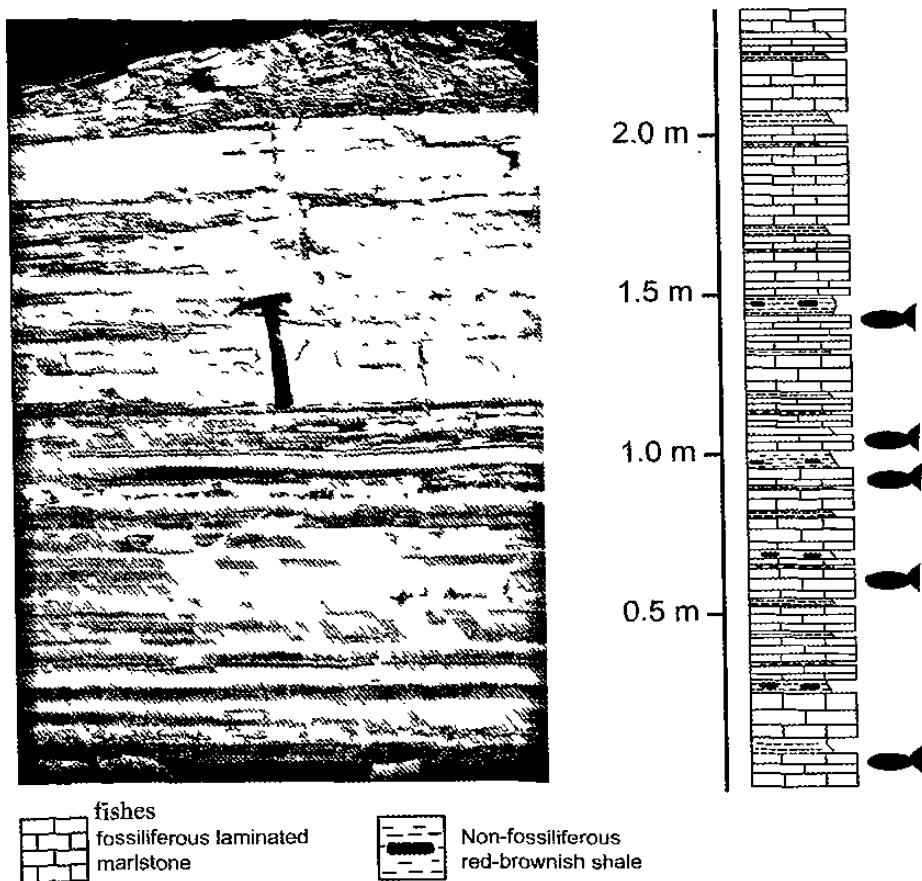 2.0 m
1.5 m
1.0 m
0.5 m
fishes
fossiliferous laminated
marlstone
Non-fossiliferous
red-brownish shale